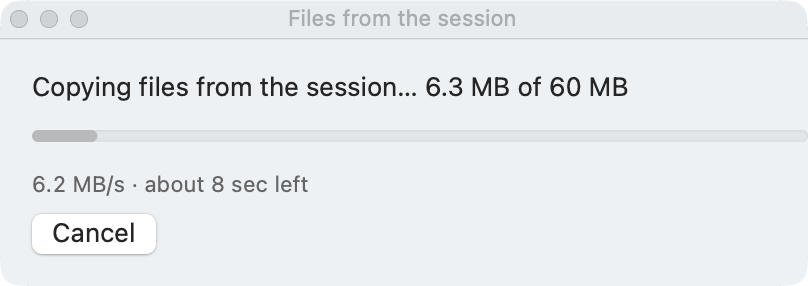 Files from the session
Copying files from the session... 6.3 MB of 60 MB
6.2 MB/s · about 8 sec left
Cancel